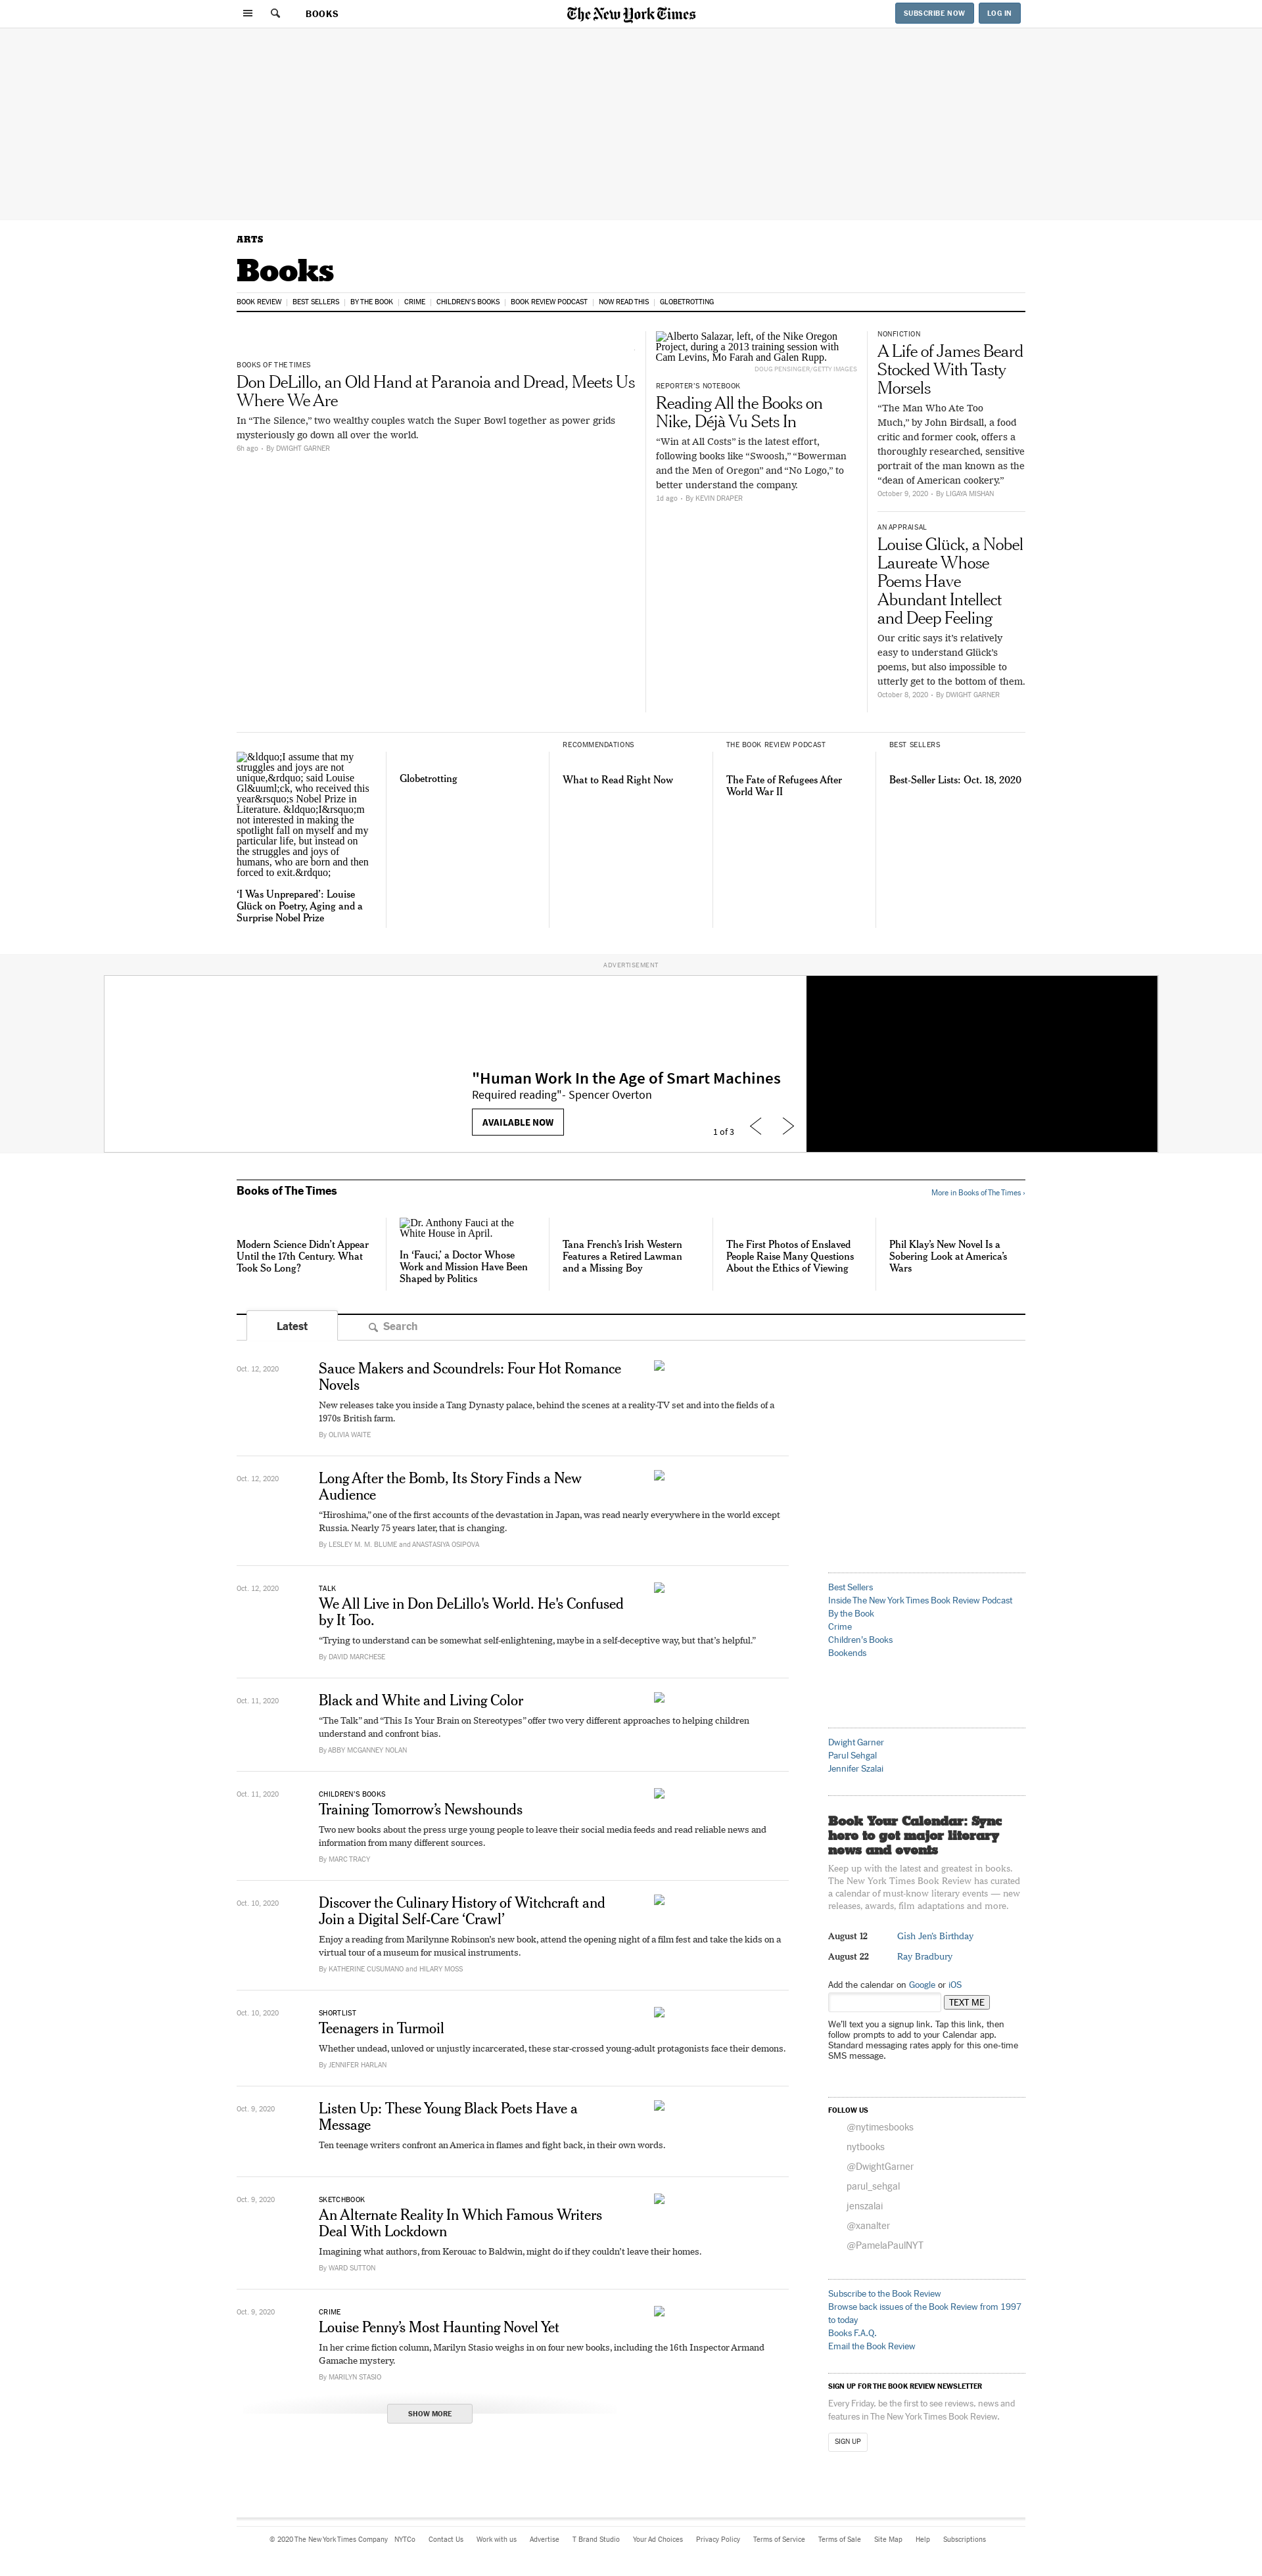 BOOKS
The New York Times
SUBSCRIBE NOW
LOG IN
ARTS
Books
BOOK REVIEW
BEST SELLERS
BY THE BOOK
CRIME
CHILDREN'S BOOKS
BOOK REVIEW PODCAST
NOW READ THIS
GLOBETROTTING
BOOKS OF THE TIMES
Don DeLillo, an Old Hand at Paranoia and Dread, Meets Us
Where We Are
In “The Silence,” two wealthy couples watch the Super Bowl together as power grids
mysteriously go down all over the world.
6h ago - By DWIGHT GARNER
Alberto Salazar, left, of the Nike Oregon
Project, during a 2013 training session with
Cam Levins, Mo Farah and Galen Rupp.
DOUG PENSINGER/GETTY IMAGES
REPORTER'S NOTEBOOK
Reading All the Books on
Nike, Déjà Vu Sets In
“Win at All Costs” is the latest effort,
following books like “Swoosh,” “Bowerman
and the Men of Oregon” and “No Logo,” to
better understand the company.
1d ago - By KEVIN DRAPER
NONFICTION
A Life of James Beard
Stocked With Tasty
Morsels
“The Man Who Ate Too
Much,” by John Birdsall, a food
critic and former cook, offers a
thoroughly researched, sensitive
portrait of the man known as the
“dean of American cookery.”
October 9, 2020 - By LIGAYA MISHAN
AN APPRAISAL
Louise Glück, a Nobel
Laureate Whose
Poems Have
Abundant Intellect
and Deep Feeling
Our critic says it’s relatively
easy to understand Glück’s
poems, but also impossible to
utterly get to the bottom of them.
October 8, 2020 - By DWIGHT GARNER
&ldquo;I assume that my
struggles and joys are not
unique,&rdquo; said Louise
Gl&uuml;ck, who received this
year&rsquo;s Nobel Prize in
Literature. &ldquo;I&rsquo;m
not interested in making the
spotlight fall on myself and my
particular life, but instead on
the struggles and joys of
humans, who are born and then
forced to exit.&rdquo;
‘I Was Unprepared’: Louise
Glück on Poetry, Aging and a
Surprise Nobel Prize
Globetrotting
RECOMMENDATIONS
What to Read Right Now
THE BOOK REVIEW PODCAST
The Fate of Refugees After
World War II
BEST SELLERS
Best-Seller Lists: Oct. 18, 2020
ADVERTISEMENT
"Human Work In the Age of Smart Machines
Required reading"- Spencer Overton
AVAILABLE NOW
1 of 3
Books of The Times
More in Books of The Times ›
Modern Science Didn’t Appear
Until the 17th Century. What
Took So Long?
Dr. Anthony Fauci at the
White House in April.
In ‘Fauci,’ a Doctor Whose
Work and Mission Have Been
Shaped by Politics
Tana French’s Irish Western
Features a Retired Lawman
and a Missing Boy
The First Photos of Enslaved
People Raise Many Questions
About the Ethics of Viewing
Phil Klay’s New Novel Is a
Sobering Look at America’s
Wars
Latest
Search
Oct. 12, 2020
Sauce Makers and Scoundrels: Four Hot Romance
Novels
New releases take you inside a Tang Dynasty palace, behind the scenes at a reality-TV set and into the fields of a
1970s British farm.
By OLIVIA WAITE
Oct. 12, 2020
Long After the Bomb, Its Story Finds a New
Audience
“Hiroshima,” one of the first accounts of the devastation in Japan, was read nearly everywhere in the world except
Russia. Nearly 75 years later, that is changing.
By LESLEY M. M. BLUME and ANASTASIYA OSIPOVA
Oct. 12, 2020
TALK
We All Live in Don DeLillo's World. He's Confused
by It Too.
“Trying to understand can be somewhat self-enlightening, maybe in a self-deceptive way, but that’s helpful.”
By DAVID MARCHESE
Oct. 11, 2020
Black and White and Living Color
“The Talk” and “This Is Your Brain on Stereotypes” offer two very different approaches to helping children
understand and confront bias.
By ABBY MCGANNEY NOLAN
Oct. 11, 2020
CHILDREN'S BOOKS
Training Tomorrow’s Newshounds
Two new books about the press urge young people to leave their social media feeds and read reliable news and
information from many different sources.
By MARC TRACY
Oct. 10, 2020
Discover the Culinary History of Witchcraft and
Join a Digital Self-Care ‘Crawl’
Enjoy a reading from Marilynne Robinson’s new book, attend the opening night of a film fest and take the kids on a
virtual tour of a museum for musical instruments.
By KATHERINE CUSUMANO and HILARY MOSS
Oct. 10, 2020
SHORTLIST
Teenagers in Turmoil
Whether undead, unloved or unjustly incarcerated, these star-crossed young-adult protagonists face their demons.
By JENNIFER HARLAN
Oct. 9, 2020
Listen Up: These Young Black Poets Have a
Message
Ten teenage writers confront an America in flames and fight back, in their own words.
Oct. 9, 2020
SKETCHBOOK
An Alternate Reality In Which Famous Writers
Deal With Lockdown
Imagining what authors, from Kerouac to Baldwin, might do if they couldn’t leave their homes.
By WARD SUTTON
Oct. 9, 2020
CRIME
Louise Penny’s Most Haunting Novel Yet
In her crime fiction column, Marilyn Stasio weighs in on four new books, including the 16th Inspector Armand
Gamache mystery.
By MARILYN STASIO
SHOW MORE
Best Sellers
Inside The New York Times Book Review Podcast
By the Book
Crime
Children's Books
Bookends
Dwight Garner
Parul Sehgal
Jennifer Szalai
Book Your Calendar: Sync
here to get major literary
news and events
Keep up with the latest and greatest in books.
The New York Times Book Review has curated
a calendar of must-know literary events — new
releases, awards, film adaptations and more.
August 12 Gish Jen's Birthday
August 22 Ray Bradbury
Add the calendar on Google or iOS
TEXT ME
We’ll text you a signup link. Tap this link, then
follow prompts to add to your Calendar app.
Standard messaging rates apply for this one-time
SMS message.
FOLLOW US
@nytimesbooks
nytbooks
@DwightGarner
parul_sehgal
jenszalai
@xanalter
@PamelaPaulNYT
Subscribe to the Book Review
Browse back issues of the Book Review from 1997
to today
Books F.A.Q.
Email the Book Review
SIGN UP FOR THE BOOK REVIEW NEWSLETTER
Every Friday, be the first to see reviews, news and
features in The New York Times Book Review.
SIGN UP
© 2020 The New York Times Company NYTCo Contact Us Work with us Advertise T Brand Studio Your Ad Choices Privacy Policy Terms of Service Terms of Sale Site Map Help Subscriptions